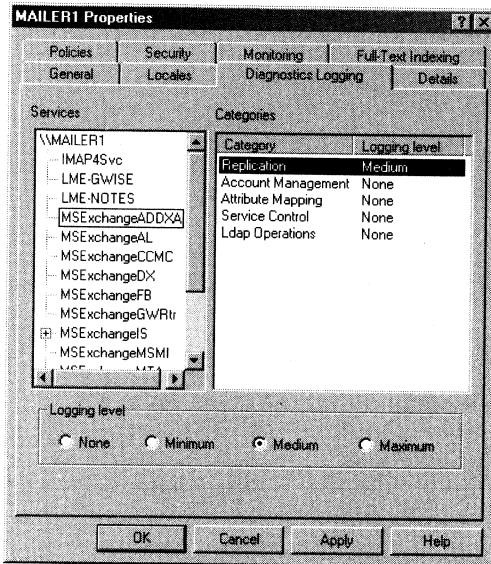 MAILER1 Properties
Policies Security Monitoring Full-Text Indexing
General Locales Diagnostics Logging Details
Services
Categories
\\MAILER1
IMAP4Svc
LME-GWISE
LME-NOTES
MSExchangeADDXA
MSExchangeAL
MSExchangeCCMC
MSExchangeDX
MSExchangeFB
MSExchangeGWRtr
MSExchangeIS
MSExchangeMSMI
Category Logging level
Replication Medium
Account Management None
Attribute Mapping None
Service Control None
Ldap Operations None
Logging level
None Minimum Medium Maximum
OK Cancel Apply Help